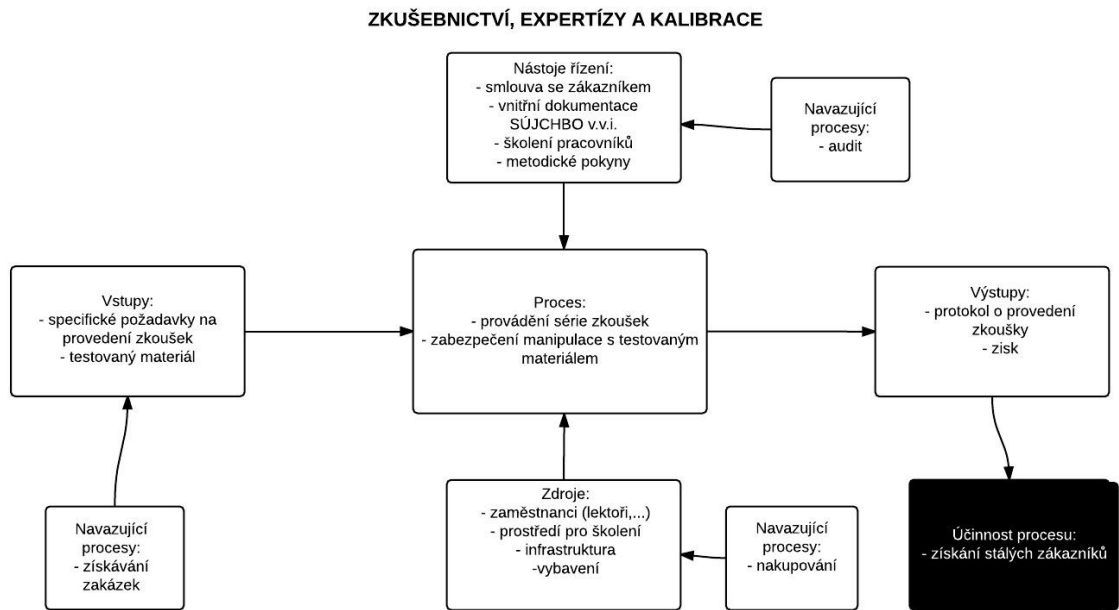 ZKUŠEBNICTVÍ, EXPERTÍZY A KALIBRACE
Nástoje řízení:
- smlouva se zákazníkem
- vnitřní dokumentace
SÚJCHBO v.v.i.
- školení pracovníků
- metodické pokyny
Navazující
procesy:
- audit
Vstupy:
- specifické požadavky na
provedení zkoušek
- testovaný materiál
Proces:
- provádění série zkoušek
- zabezpečení manipulace s testovaným
materiálem
Výstupy:
- protokol o provedení
zkoušky
- zisk
Navazující
procesy:
- získávání
zakázek
Zdroje:
- zaměstnanci (lektoři,...)
- prostředí pro školení
- infrastruktura
-vybavení
Navazující
procesy:
- nakupování
Účinnost procesu:
- získání stálých zákazníků